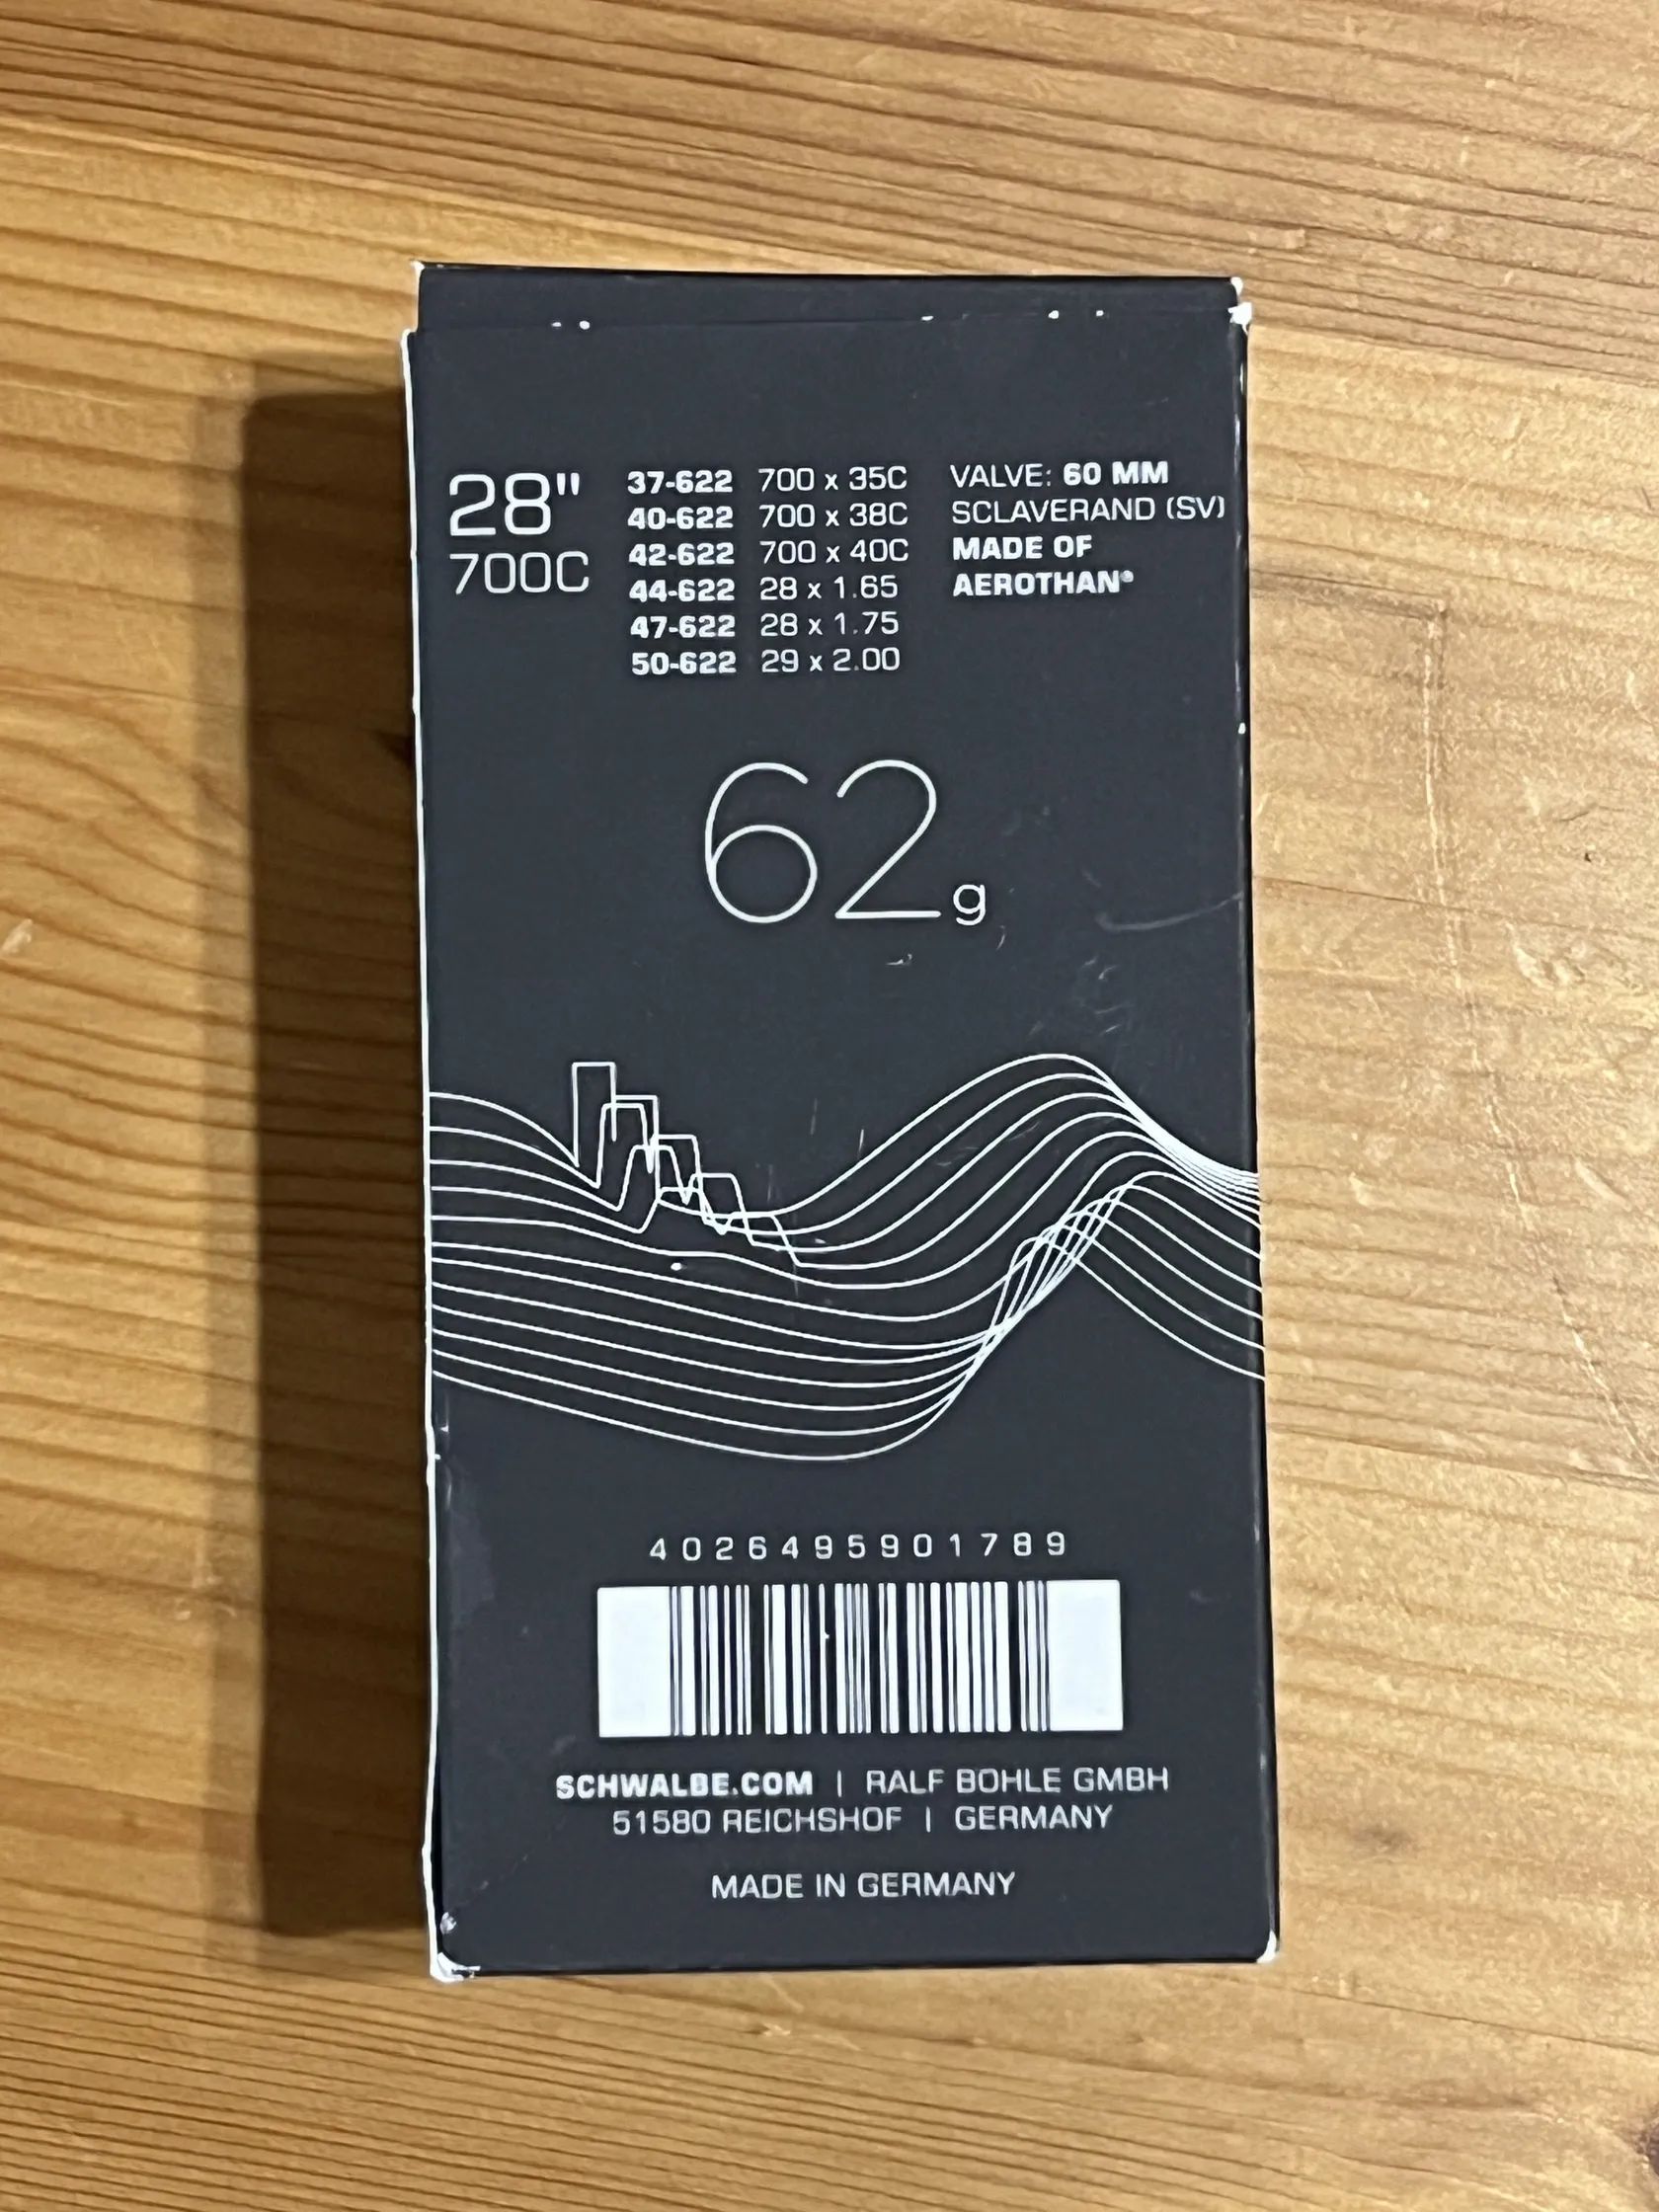 28"
700C
37-622 700 x 35C
40-622 700 x 38C
42-622 700 x 40C
44-622 28 x 1.65
47-622 28 x 1.75
50-622 29 x 2.00
VALVE: 60 MM
SCLAVERAND (SV)
MADE OF
AEROTHAN®
62g
4026495901789
SCHWALBE.COM | RALF BOHLE GMBH
51580 REICHSHOF | GERMANY
MADE IN GERMANY